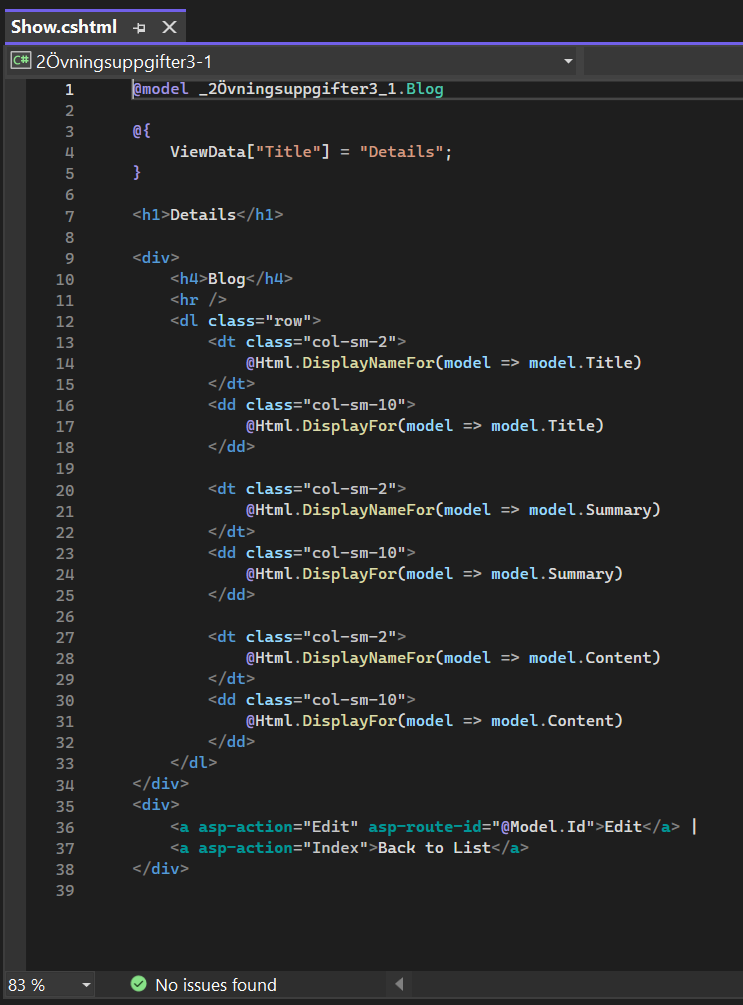 Show.cshtml
C# 2Övningsuppgifter3-1
1 @model _2Övningsuppgifter3_1.Blog
2
3 @{
4     ViewData["Title"] = "Details";
5 }
6
7 <h1>Details</h1>
8
9 <div>
10     <h4>Blog</h4>
11     <hr />
12     <dl class="row">
13         <dt class="col-sm-2">
14             @Html.DisplayNameFor(model => model.Title)
15         </dt>
16         <dd class="col-sm-10">
17             @Html.DisplayFor(model => model.Title)
18         </dd>
19
20         <dt class="col-sm-2">
21             @Html.DisplayNameFor(model => model.Summary)
22         </dt>
23         <dd class="col-sm-10">
24             @Html.DisplayFor(model => model.Summary)
25         </dd>
26
27         <dt class="col-sm-2">
28             @Html.DisplayNameFor(model => model.Content)
29         </dt>
30         <dd class="col-sm-10">
31             @Html.DisplayFor(model => model.Content)
32         </dd>
33     </dl>
34 </div>
35 <div>
36     <a asp-action="Edit" asp-route-id="@Model.Id">Edit</a> |
37     <a asp-action="Index">Back to List</a>
38 </div>
39
83 % No issues found